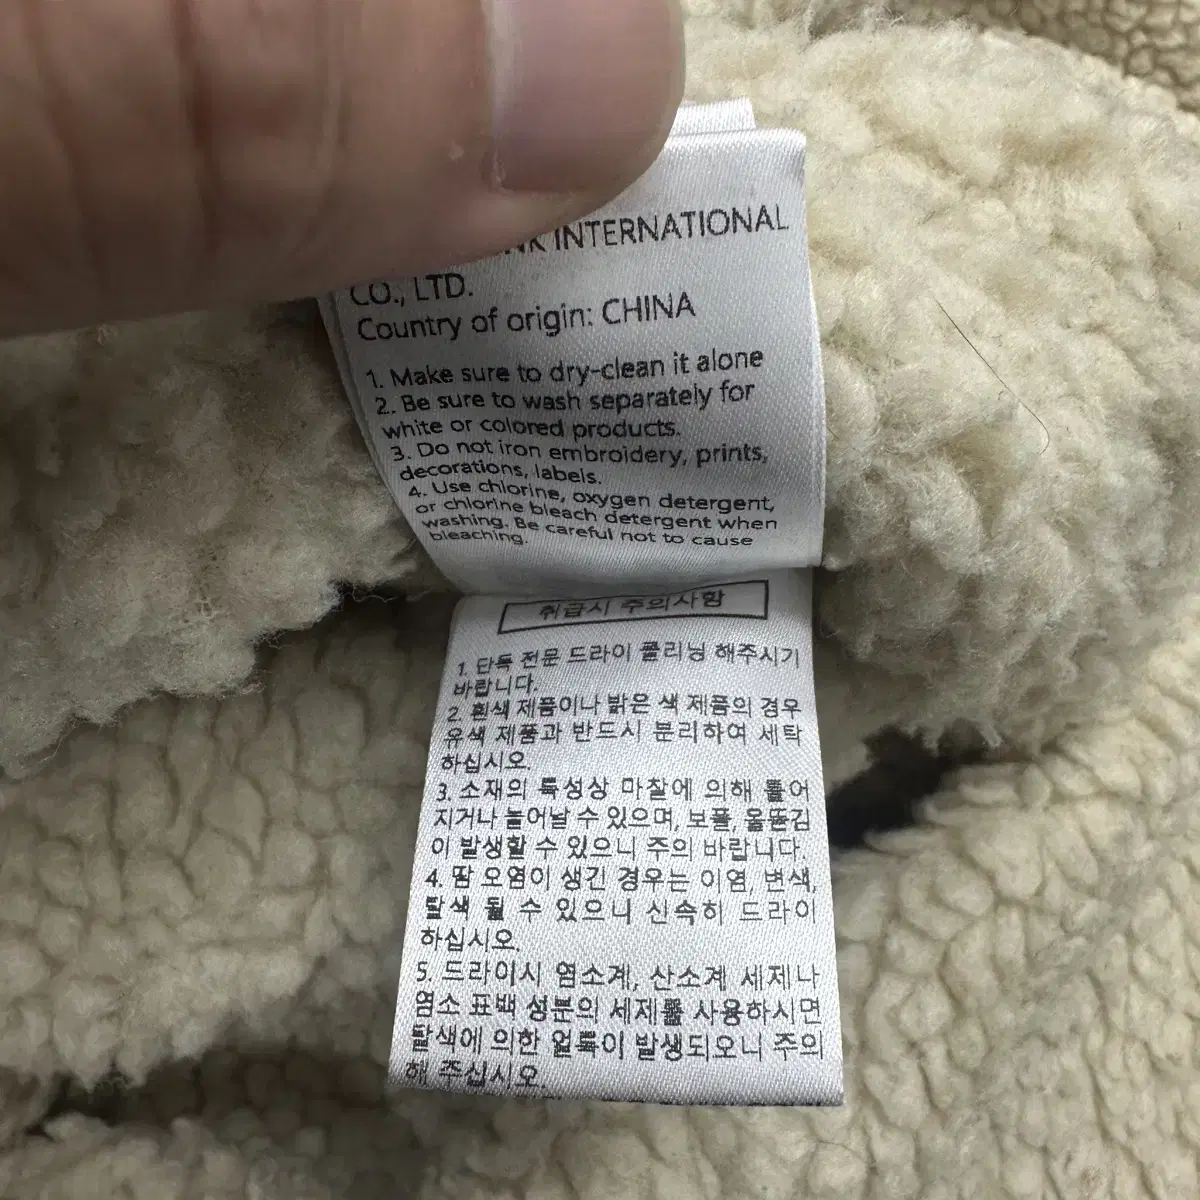 INTERNATIONAL
CO., LTD.
Country of origin: CHINA
1. Make sure to dry-clean it alone
2. Be sure to wash separately for
white or colored products.
3. Do not iron embroidery, prints,
decorations, labels.
4. Use chlorine, oxygen detergent,
or chlorine bleach detergent when
washing. Be careful not to cause
bleaching.
취급시 주의사항
1. 단독 전문 드라이 클리닝 해주시기
바랍니다.
2. 흰색 제품이나 밝은 색 제품의 경우
유색 제품과 반드시 분리하여 세탁
하십시오.
3. 소재의 특성상 마찰에 의해 틀어
지거나 늘어날 수 있으며, 보풀, 올뜯김
이 발생할 수 있으니 주의 바랍니다.
4. 땀 오염이 생긴 경우는 이염, 변색,
탈색 될 수 있으니 신속히 드라이
하십시오.
5. 드라이시 염소계, 산소계 세제나
염소 표백 성분의 세제를 사용하시면
탈색에 의한 얼룩이 발생되오니 주의
해 주십시오.